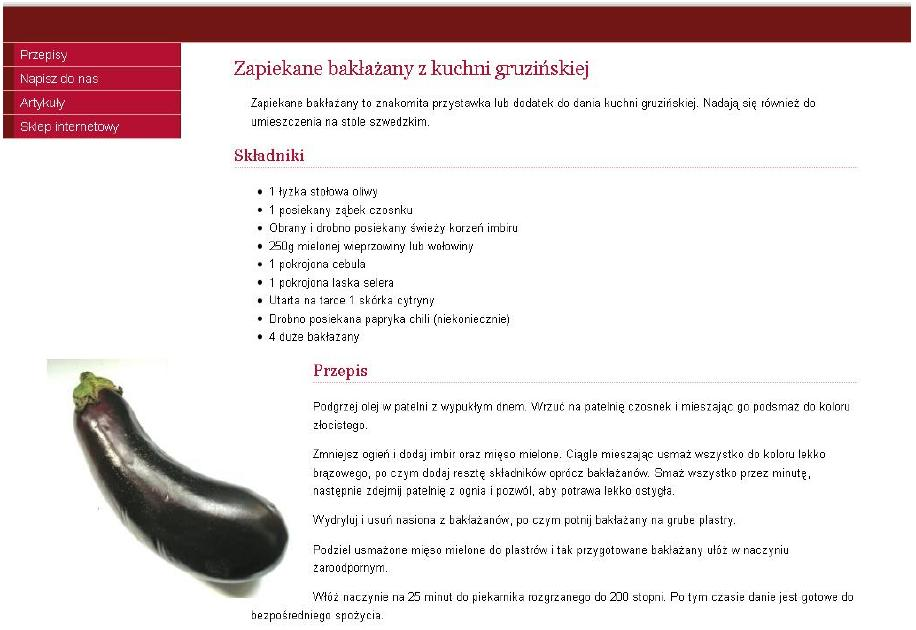 Przepisy
Napisz do nas
Artykuły
Sklep internetowy
Zapiekane bakłażany z kuchni gruzińskiej
Zapiekane bakłażany to znakomita przystawka lub dodatek do dania kuchni gruzińskiej. Nadają się również do
umieszczenia na stole szwedzkim.
Składniki
• 1 łyżka stołowa oliwy
• 1 posiekany ząbek czosnku
• Obrany i drobno posiekany świeży korzeń imbiru
• 250g mielonej wieprzowiny lub wołowiny
• 1 pokrojona cebula
• 1 pokrojona laska selera
• Utarta na tarce 1 skórka cytryny
• Drobno posiekana papryka chili (niekoniecznie)
• 4 duże bakłażany
Przepis
Podgrzej olej w patelni z wypukłym dnem. Wrzuć na patelnię czosnek i mieszając go podsmaż do koloru
złocistego.
Zmniejsz ogień i dodaj imbir oraz mięso mielone. Ciągle mieszając usmaż wszystko do koloru lekko
brązowego, po czym dodaj resztę składników oprócz bakłażanów. Smaż wszystko przez minutę,
następnie zdejmij patelnię z ognia i pozwól, aby potrawa lekko ostygła.
Wydryluj i usuń nasiona z bakłażanów, po czym potnij bakłażany na grube plastry.
Podziel usmażone mięso mielone do plastrów i tak przygotowane bakłażany ułóż w naczyniu
żaroodpornym.
Włóż naczynie na 25 minut do piekarnika rozgrzanego do 200 stopni. Po tym czasie danie jest gotowe do
bezpośredniego spożycia.